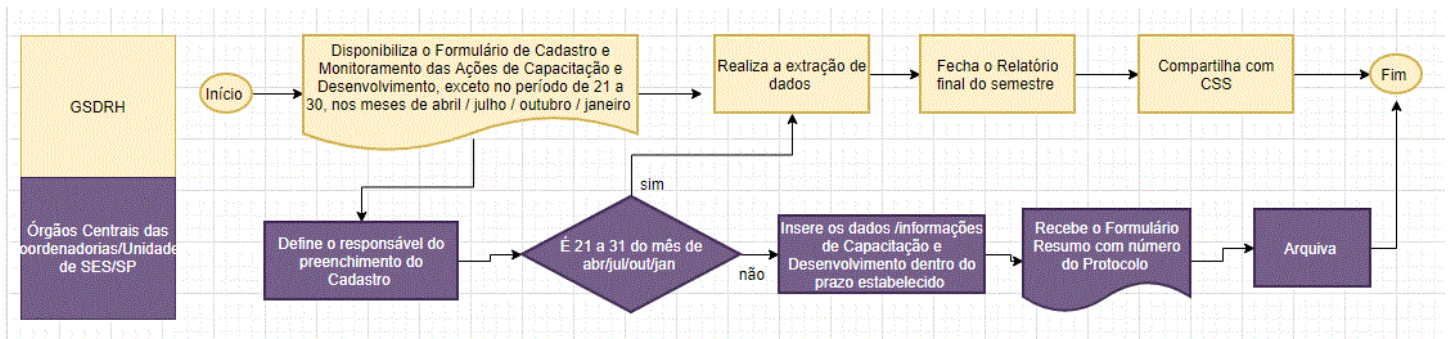 GSDRH
Início
Disponibiliza o Formulário de Cadastro e
Monitoramento das Ações de Capacitação e
Desenvolvimento, exceto no período de 21 a
30, nos meses de abril / julho / outubro / janeiro
Realiza a extração de
dados
Fecha o Relatório
final do semestre
Compartilha com
CSS
Fim
Órgãos Centrais das
oordenadorias/Unidade
de SES/SP
Define o responsável do
preenchimento do
Cadastro
É 21 a 31 do mês de
abr/jul/out/jan
sim
não
Insere os dados /informações
de Capacitação e
Desenvolvimento dentro do
prazo estabelecido
Recebe o Formulário
Resumo com número
do Protocolo
Arquiva